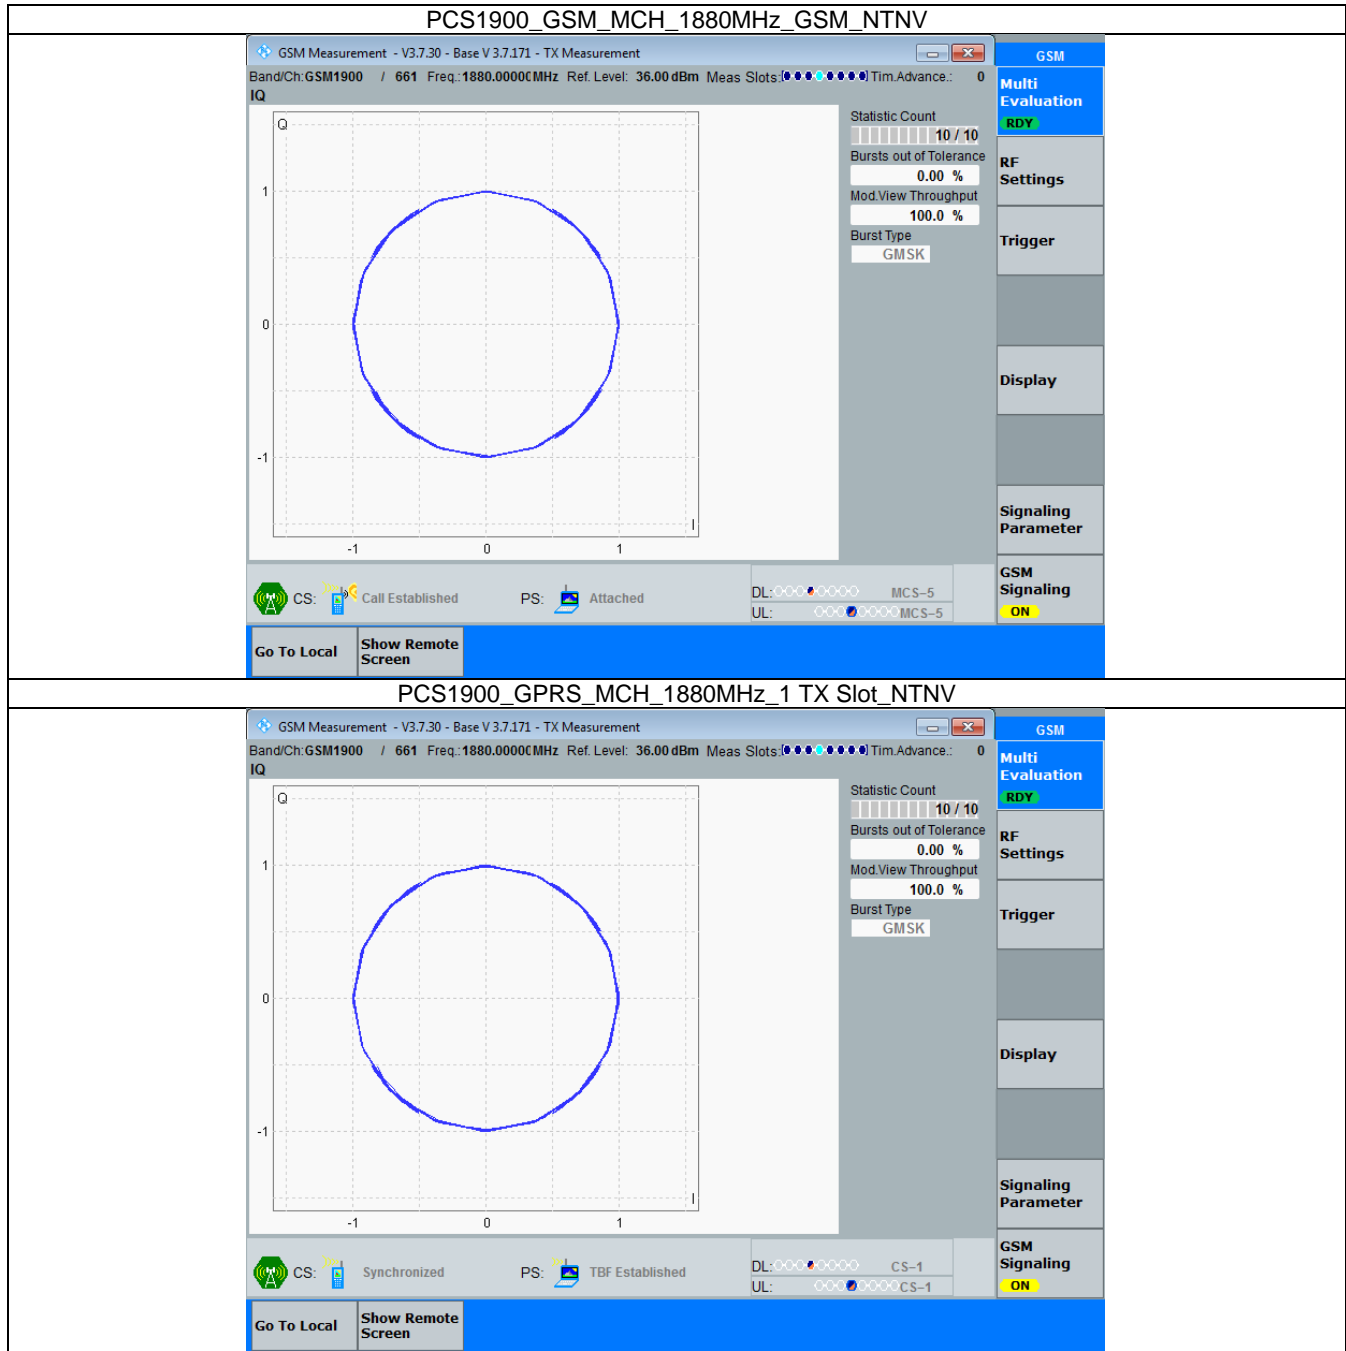 PCS1900_GSM_MCH_1880MHz_GSM_NTNV
GSM Measurement - V3.7.30 - Base V 3.7.171 - TX Measurement
GSM
Band/Ch:GSM1900 / 661 Freq.:1880.00000 MHz Ref. Level: 36.00 dBm Meas Slots: Tim.Advance.: 0
IQ
Multi
Evaluation
RDY
Q
Statistic Count
10 / 10
Bursts out of Tolerance
0.00 %
Mod.View Throughput
100.0 %
Burst Type
GMSK
RF
Settings
Trigger
Display
Signaling
Parameter
GSM
Signaling
ON
1
0
-1
I
-1 0 1
CS: Call Established PS: Attached
DL: MCS-5
UL: MCS-5
Go To Local
Show Remote
Screen
PCS1900_GPRS_MCH_1880MHz_1 TX Slot_NTNV
GSM Measurement - V3.7.30 - Base V 3.7.171 - TX Measurement
GSM
Band/Ch:GSM1900 / 661 Freq.:1880.00000 MHz Ref. Level: 36.00 dBm Meas Slots: Tim.Advance.: 0
IQ
Multi
Evaluation
RDY
Q
Statistic Count
10 / 10
Bursts out of Tolerance
0.00 %
Mod.View Throughput
100.0 %
Burst Type
GMSK
RF
Settings
Trigger
Display
Signaling
Parameter
GSM
Signaling
ON
1
0
-1
I
-1 0 1
CS: Synchronized PS: TBF Established
DL: CS-1
UL: CS-1
Go To Local
Show Remote
Screen